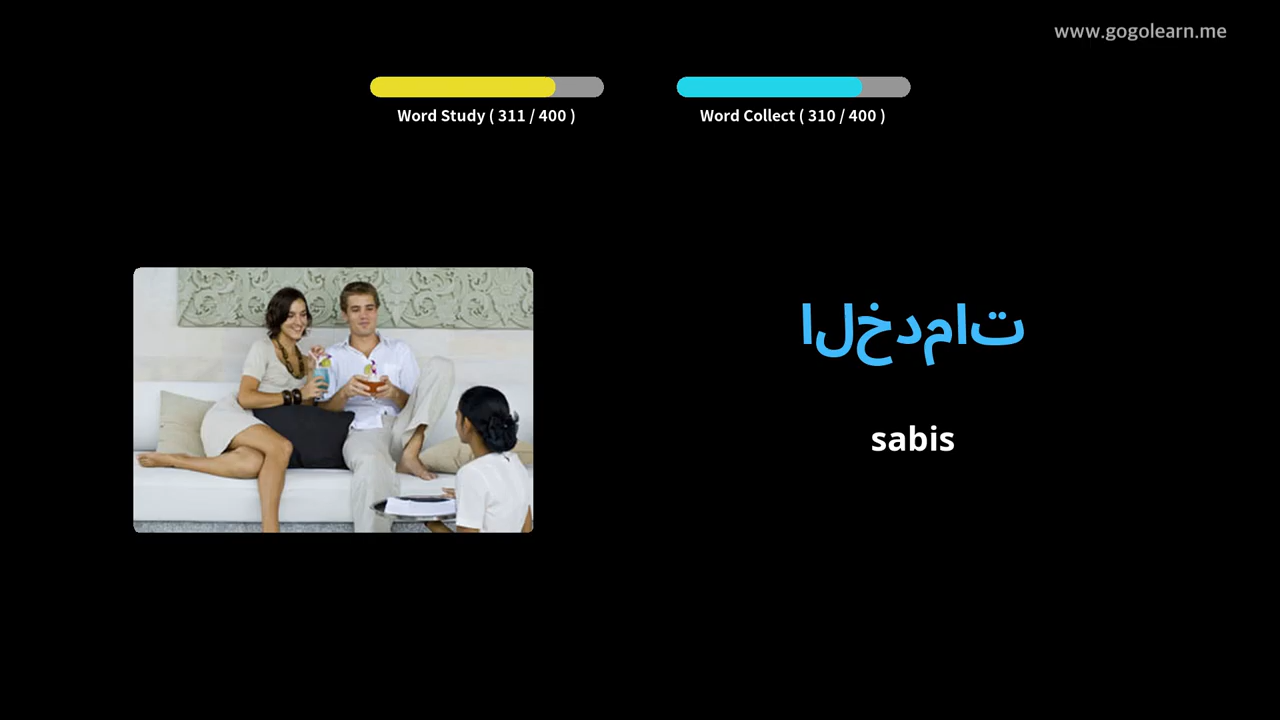 www.gogolearn.me
Word Study ( 311 / 400 )
Word Collect ( 310 / 400 )
الخدمات
sabis